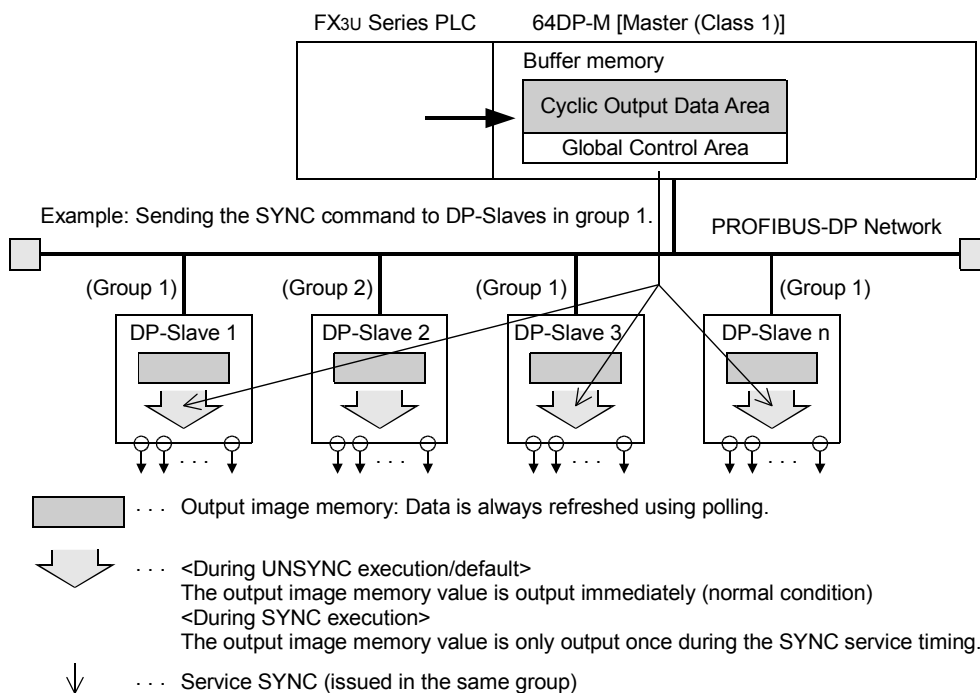 FX3U Series PLC
64DP-M [Master (Class 1)]
Buffer memory
Cyclic Output Data Area
Global Control Area
Example: Sending the SYNC command to DP-Slaves in group 1.
PROFIBUS-DP Network
(Group 1)
(Group 2)
(Group 1)
(Group 1)
DP-Slave 1
DP-Slave 2
DP-Slave 3
DP-Slave n
. . .
. . .
. . .
. . .
. . . Output image memory: Data is always refreshed using polling.
. . . <During UNSYNC execution/default>
The output image memory value is output immediately (normal condition)
<During SYNC execution>
The output image memory value is only output once during the SYNC service timing.
. . . Service SYNC (issued in the same group)